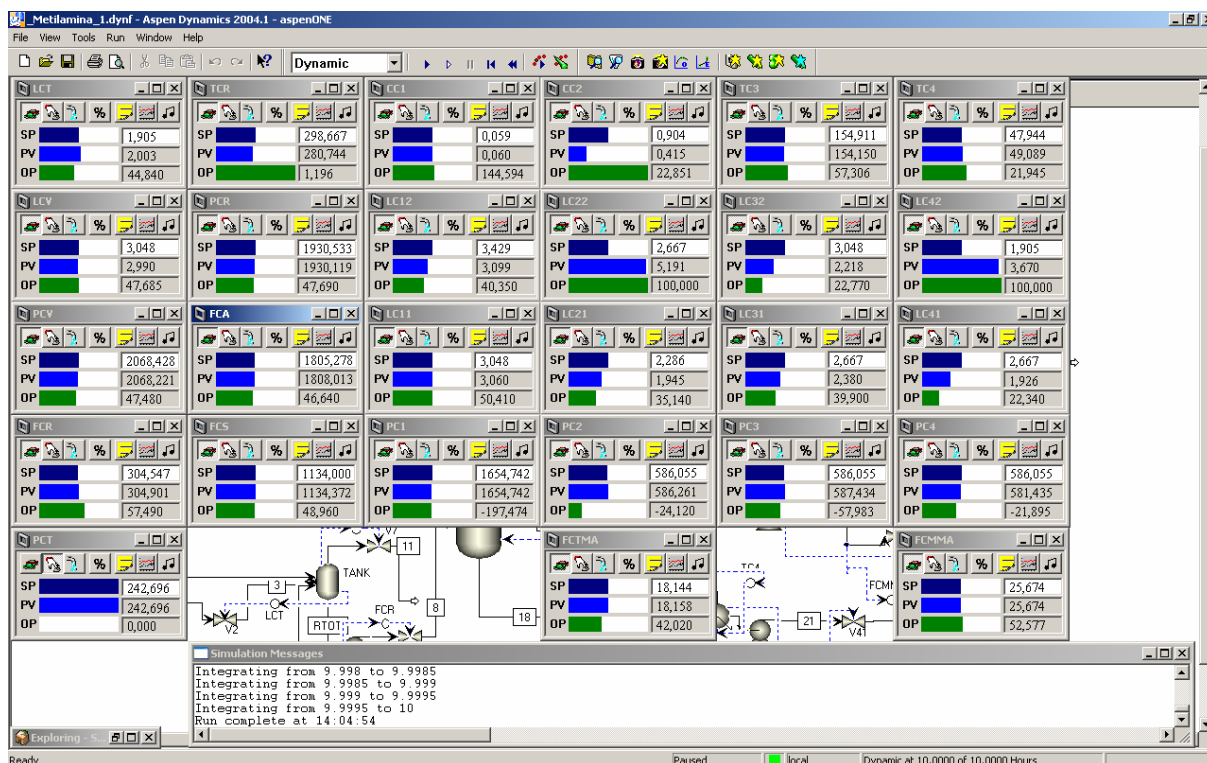 _Metilamina_1.dynf - Aspen Dynamics 2004.1 - aspenONE
File View Tools Run Window Help
Dynamic
LCT TCR CC1 CC2 TC3 TC4
% % % % % %
SP 1,905 SP 298,667 SP 0,059 SP 0,904 SP 154,911 SP 47,944
PV 2,003 PV 280,744 PV 0,060 PV 0,415 PV 154,150 PV 49,089
OP 44,840 OP 1,196 OP 144,594 OP 22,851 OP 57,306 OP 21,945
LCV PCR LC12 LC22 LC32 LC42
% % % % % %
SP 3,048 SP 1930,533 SP 3,429 SP 2,667 SP 3,048 SP 1,905
PV 2,990 PV 1930,119 PV 3,099 PV 5,191 PV 2,218 PV 3,670
OP 47,685 OP 47,690 OP 40,350 OP 100,000 OP 22,770 OP 100,000
PCV FCA LC11 LC21 LC31 LC41
% % % % % %
SP 2068,428 SP 1805,278 SP 3,048 SP 2,286 SP 2,667 SP 2,667
PV 2068,221 PV 1808,013 PV 3,060 PV 1,945 PV 2,380 PV 1,926
OP 47,480 OP 46,640 OP 50,410 OP 35,140 OP 39,900 OP 22,340
FCR FCS PC1 PC2 PC3 PC4
% % % % % %
SP 304,547 SP 1134,000 SP 1654,742 SP 586,055 SP 586,055 SP 586,055
PV 304,901 PV 1134,372 PV 1654,742 PV 586,261 PV 587,434 PV 581,435
OP 57,490 OP 48,960 OP -197,474 OP -24,120 OP -57,983 OP -21,895
PCT V7 11 FCTMA FCMMA
% % %
SP 242,696 3 TANK SP 18,144 TC4 SP 25,674
PV 242,696 LCT FCR 8 18 PV 18,158 PV 25,674
OP 0,000 V2 RTOT OP 42,020 21 V41 OP 52,577
Simulation Messages
Integrating from 9.998 to 9.9985
Integrating from 9.9985 to 9.999
Integrating from 9.999 to 9.9995
Integrating from 9.9995 to 10
Run complete at 14:04:54
Exploring - S...
Ready Paused local Dynamic at 10.0000 of 10.0000 Hours